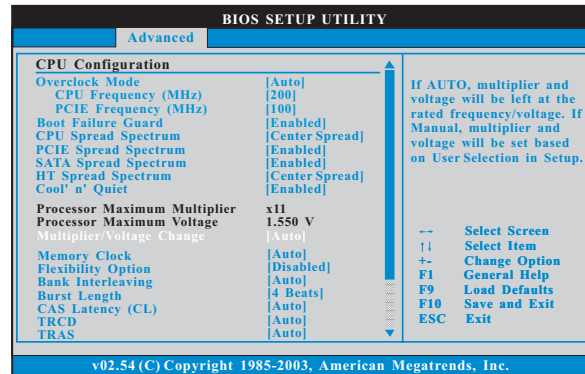 BIOS SETUP UTILITY
Advanced
CPU Configuration
Overclock Mode [Auto]
CPU Frequency (MHz) [200]
PCIE Frequency (MHz) [100]
Boot Failure Guard [Enabled]
CPU Spread Spectrum [Center Spread]
PCIE Spread Spectrum [Enabled]
SATA Spread Spectrum [Enabled]
HT Spread Spectrum [Center Spread]
Cool' n' Quiet [Enabled]
Processor Maximum Multiplier x11
Processor Maximum Voltage 1.550 V
Multiplier/Voltage Change [Auto]
Memory Clock [Auto]
Flexibility Option [Disabled]
Bank Interleaving [Auto]
Burst Length [4 Beats]
CAS Latency (CL) [Auto]
TRCD [Auto]
TRAS [Auto]
If AUTO, multiplier and
voltage will be left at the
rated frequency/voltage. If
Manual, multiplier and
voltage will be set based
on User Selection in Setup.
←→ Select Screen
↑↓ Select Item
+- Change Option
F1 General Help
F9 Load Defaults
F10 Save and Exit
ESC Exit
v02.54 (C) Copyright 1985-2003, American Megatrends, Inc.